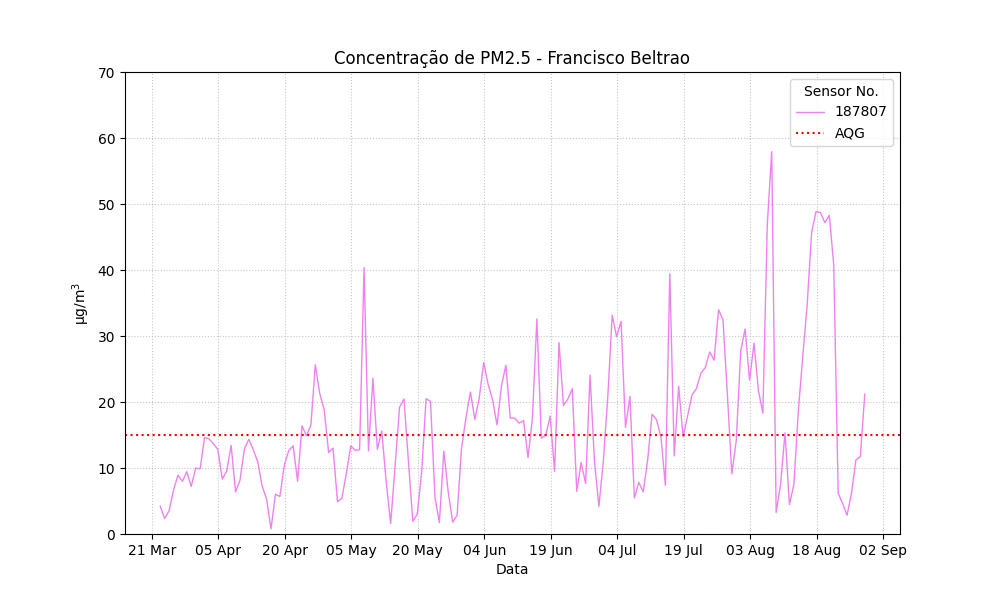 Concentração de PM2.5 - Francisco Beltrao
Sensor No.
187807
AQG
70
60
50
40
30
20
10
0
µg/m³
21 Mar 05 Apr 20 Apr 05 May 20 May 04 Jun 19 Jun 04 Jul 19 Jul 03 Aug 18 Aug 02 Sep
Data